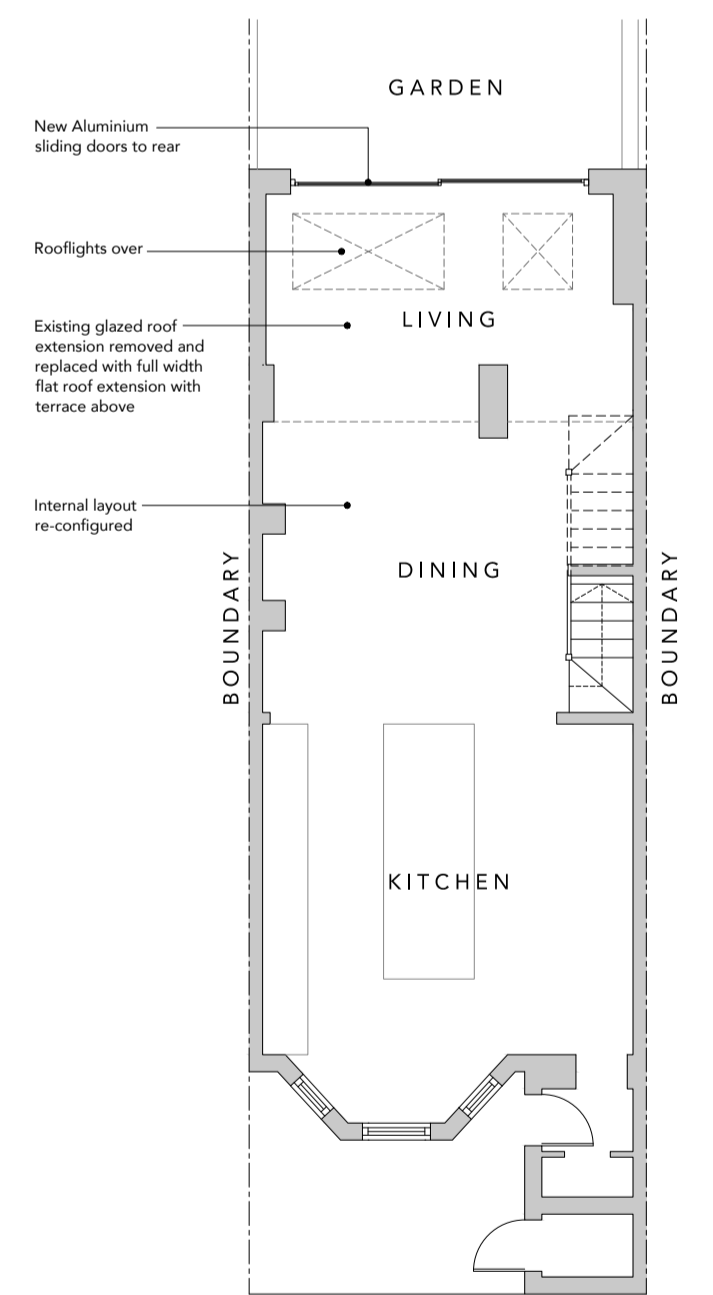 GARDEN
New Aluminium
sliding doors to rear
Rooflights over
LIVING
Existing glazed roof
extension removed and
replaced with full width
flat roof extension with
terrace above
Internal layout
re-configured
DINING
BOUNDARY
BOUNDARY
KITCHEN